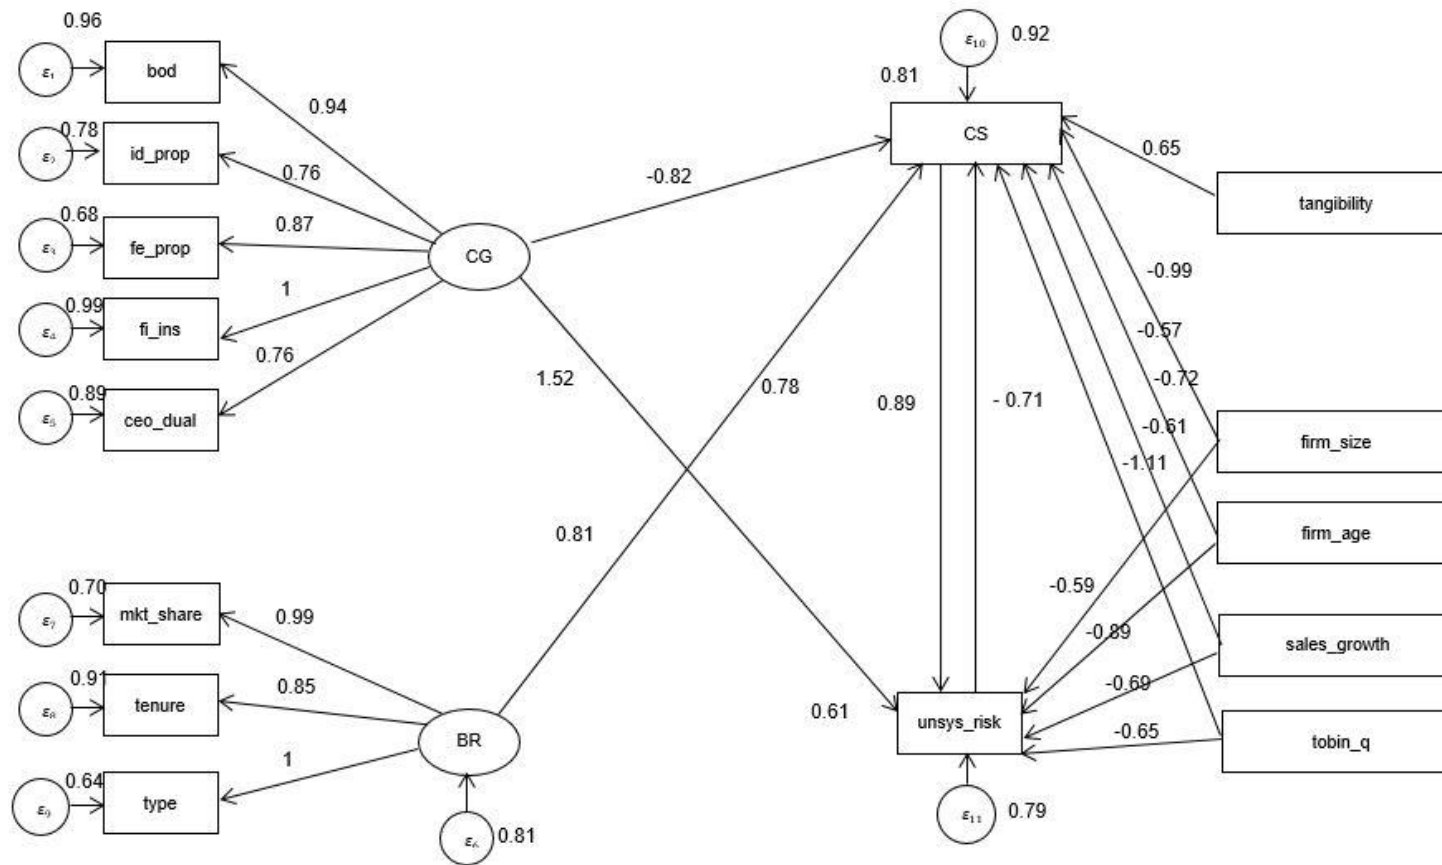 0.96
ε₁
bod
0.94
0.78
ε₂
id_prop
0.76
0.68
ε₃
fe_prop
0.87
CG
0.99
ε₄
fi_ins
1
0.89
ε₅
ceo_dual
0.76
-0.82
1.52
0.78
0.81
0.70
ε₇
mkt_share
0.99
0.91
ε₈
tenure
0.85
BR
0.64
ε₉
type
1
ε₆
0.81
ε₁₀
0.92
0.81
CS
0.65
tangibility
-0.99
-0.57
-0.72
-0.61
-1.11
0.89
- 0.71
firm_size
firm_age
-0.59
-0.89
sales_growth
-0.69
0.61
unsys_risk
-0.65
tobin_q
ε₁₁
0.79